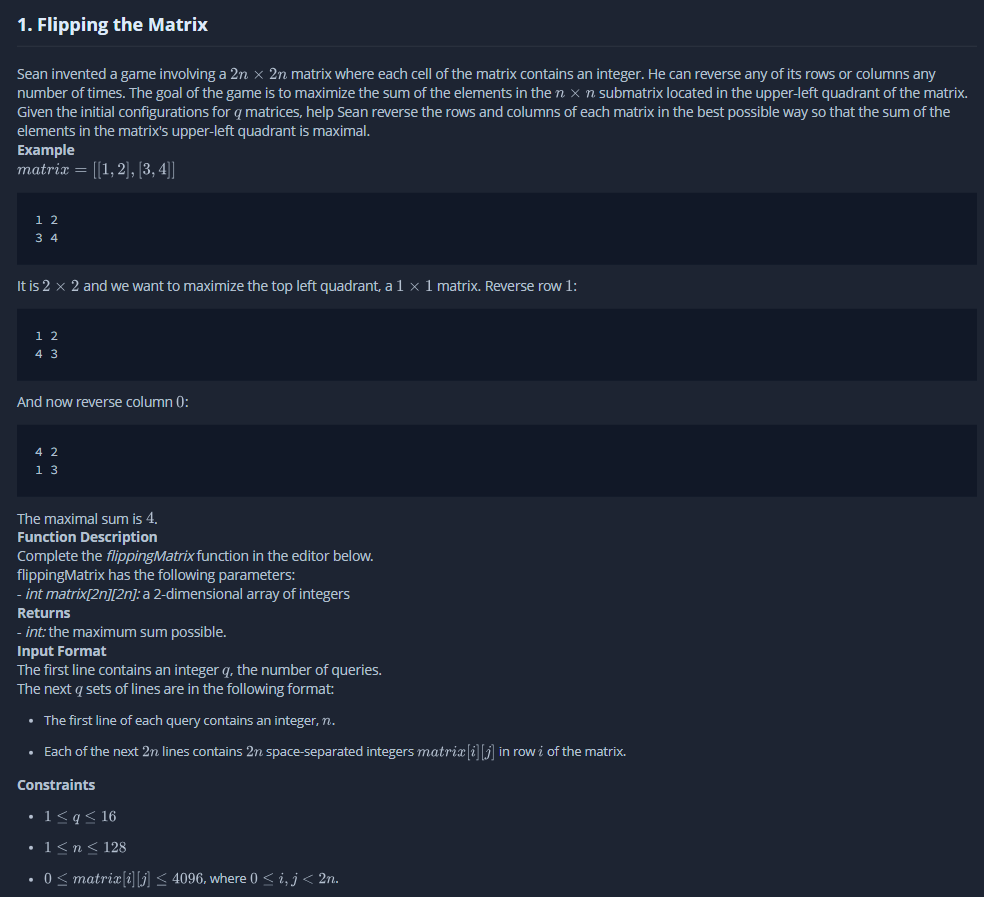 1. Flipping the Matrix
Sean invented a game involving a 2n × 2n matrix where each cell of the matrix contains an integer. He can reverse any of its rows or columns any
number of times. The goal of the game is to maximize the sum of the elements in the n × n submatrix located in the upper-left quadrant of the matrix.
Given the initial configurations for q matrices, help Sean reverse the rows and columns of each matrix in the best possible way so that the sum of the
elements in the matrix's upper-left quadrant is maximal.
Example
matrix = [[1, 2], [3, 4]]
1 2
3 4
It is 2 × 2 and we want to maximize the top left quadrant, a 1 × 1 matrix. Reverse row 1:
1 2
4 3
And now reverse column 0:
4 2
1 3
The maximal sum is 4.
Function Description
Complete the flippingMatrix function in the editor below.
flippingMatrix has the following parameters:
- int matrix[2n][2n]: a 2-dimensional array of integers
Returns
- int: the maximum sum possible.
Input Format
The first line contains an integer q, the number of queries.
The next q sets of lines are in the following format:
• The first line of each query contains an integer, n.
• Each of the next 2n lines contains 2n space-separated integers matrix[i][j] in row i of the matrix.
Constraints
• 1 ≤ q ≤ 16
• 1 ≤ n ≤ 128
• 0 ≤ matrix[i][j] ≤ 4096, where 0 ≤ i, j < 2n.